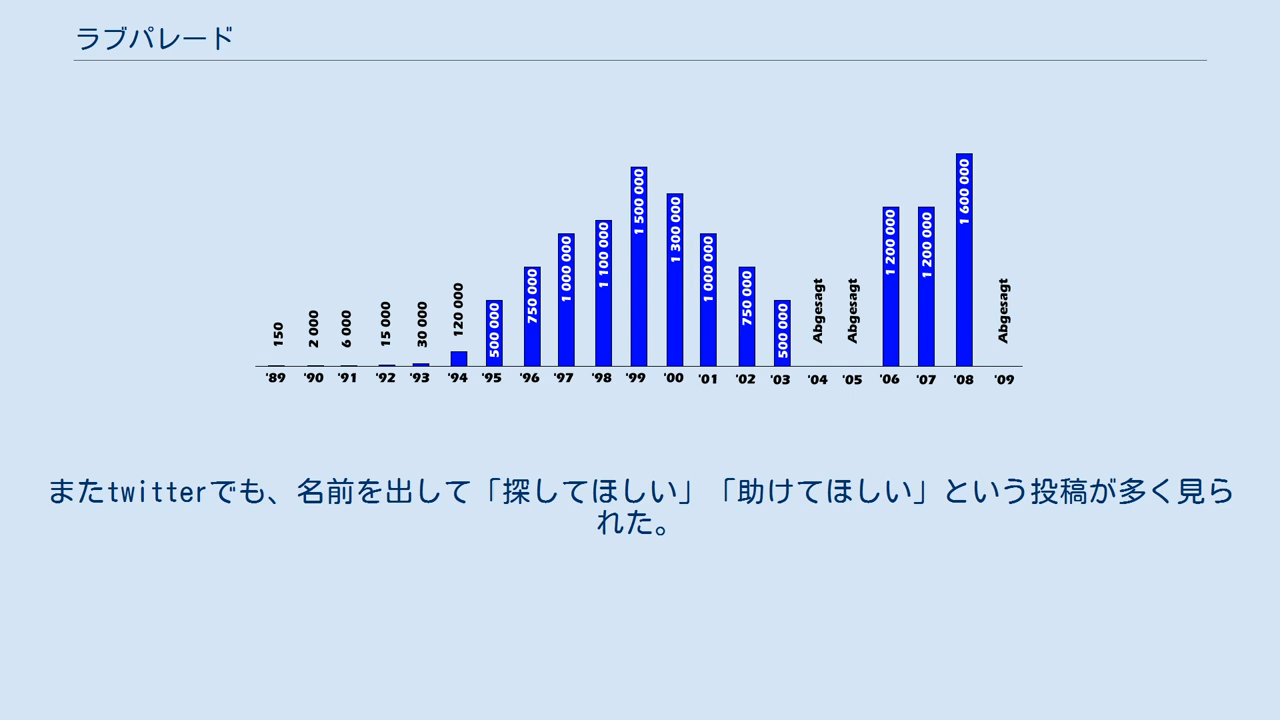 ラブパレード
150 2 000 6 000 15 000 30 000 120 000 500 000 750 000 1 000 000 1 100 000 1 500 000 1 300 000 1 000 000 750 000 500 000 Abgesagt Abgesagt 1 200 000 1 200 000 1 600 000 Abgesagt
'89 '90 '91 '92 '93 '94 '95 '96 '97 '98 '99 '00 '01 '02 '03 '04 '05 '06 '07 '08 '09
またtwitterでも、名前を出して「探してほしい」「助けてほしい」という投稿が多く見ら
れた。